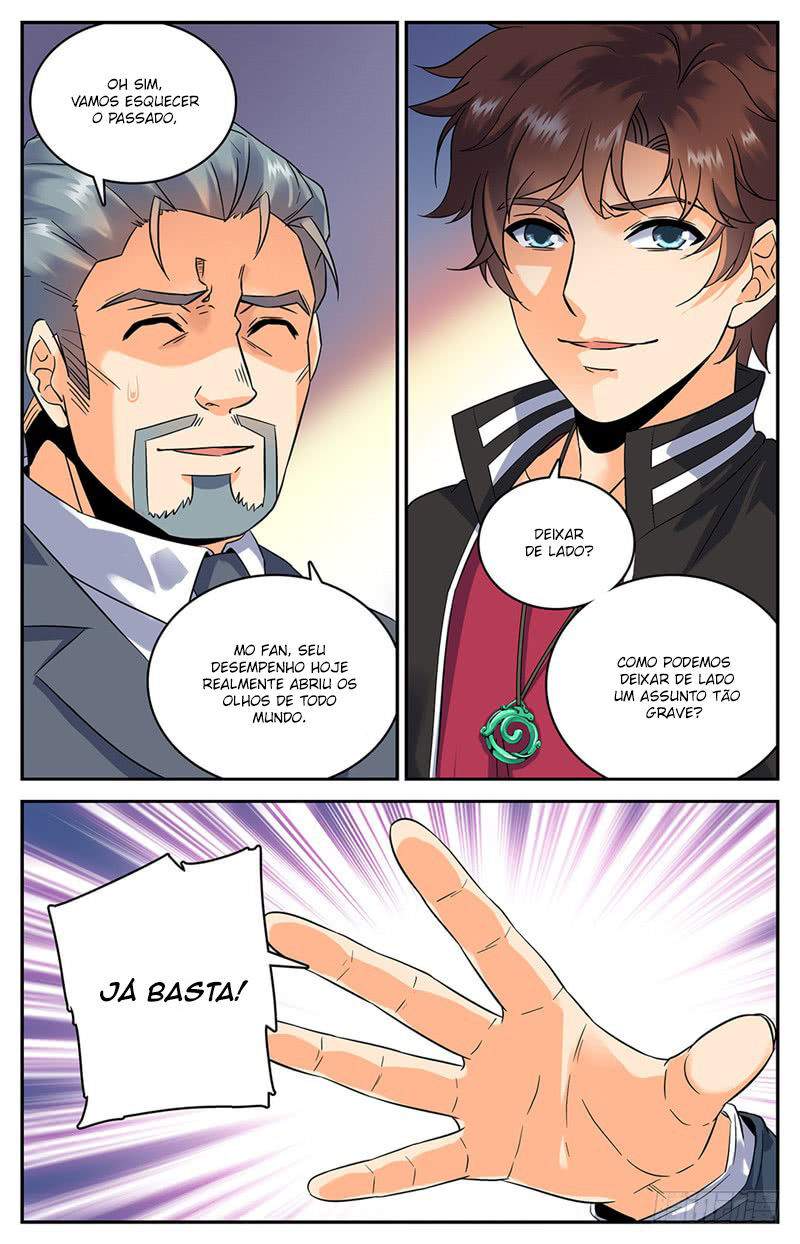 OH SIM,
VAMOS ESQUECER
O PASSADO,
MO FAN, SEU
DESEMPENHO HOJE
REALMENTE ABRIU OS
OLHOS DE TODO
MUNDO.
DEIXAR
DE LADO?
COMO PODEMOS
DEIXAR DE LADO
UM ASSUNTO TÃO
GRAVE?
JÁ BASTA!